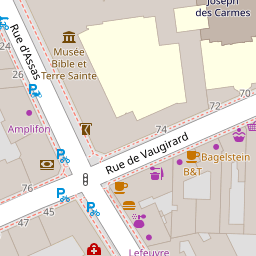 Joseph
des Carmes
Rue d'Assas
Musée
Bible et
Terre Sainte
72
70
Amplifon
74
Rue de Vaugirard
Bagelstein
B&T
76
26
45
43
Lefeuvre